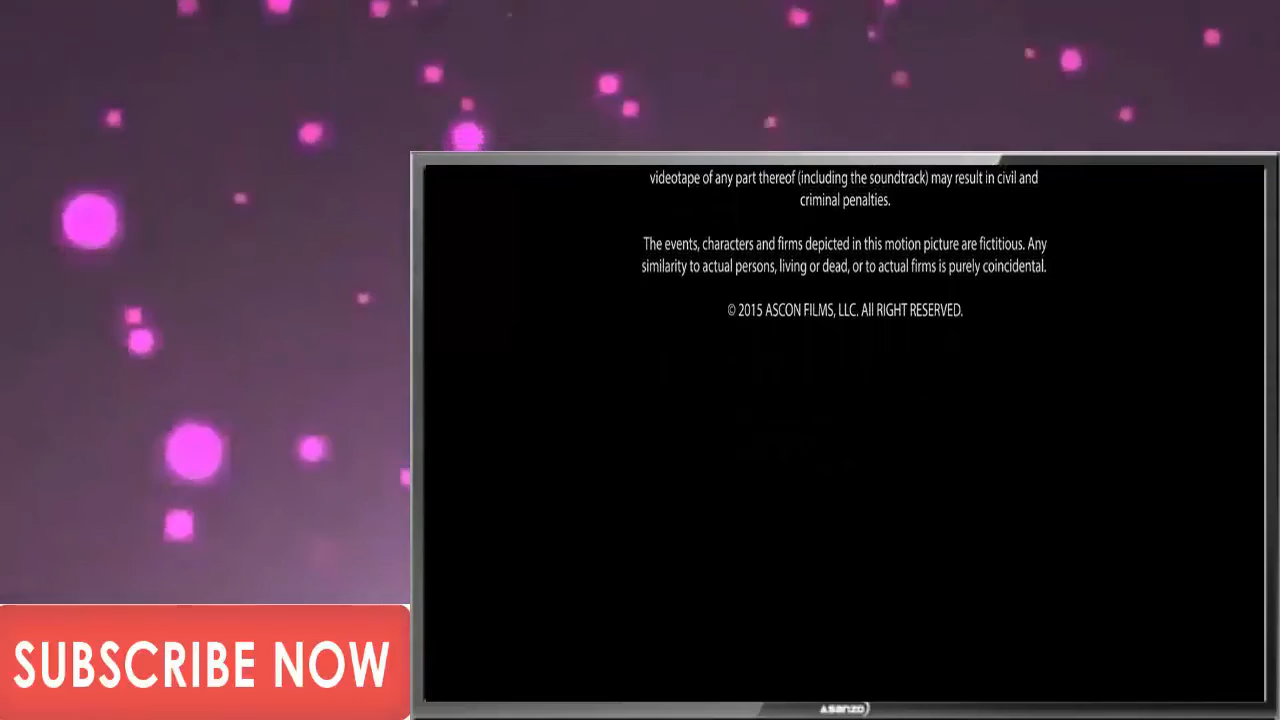 videotape of any part thereof (including the soundtrack) may result in civil and
criminal penalties.
The events, characters and firms depicted in this motion picture are fictitious. Any
similarity to actual persons, living or dead, or to actual firms is purely coincidental.
© 2015 ASCON FILMS, LLC. All RIGHT RESERVED.
SUBSCRIBE NOW
Asanzo